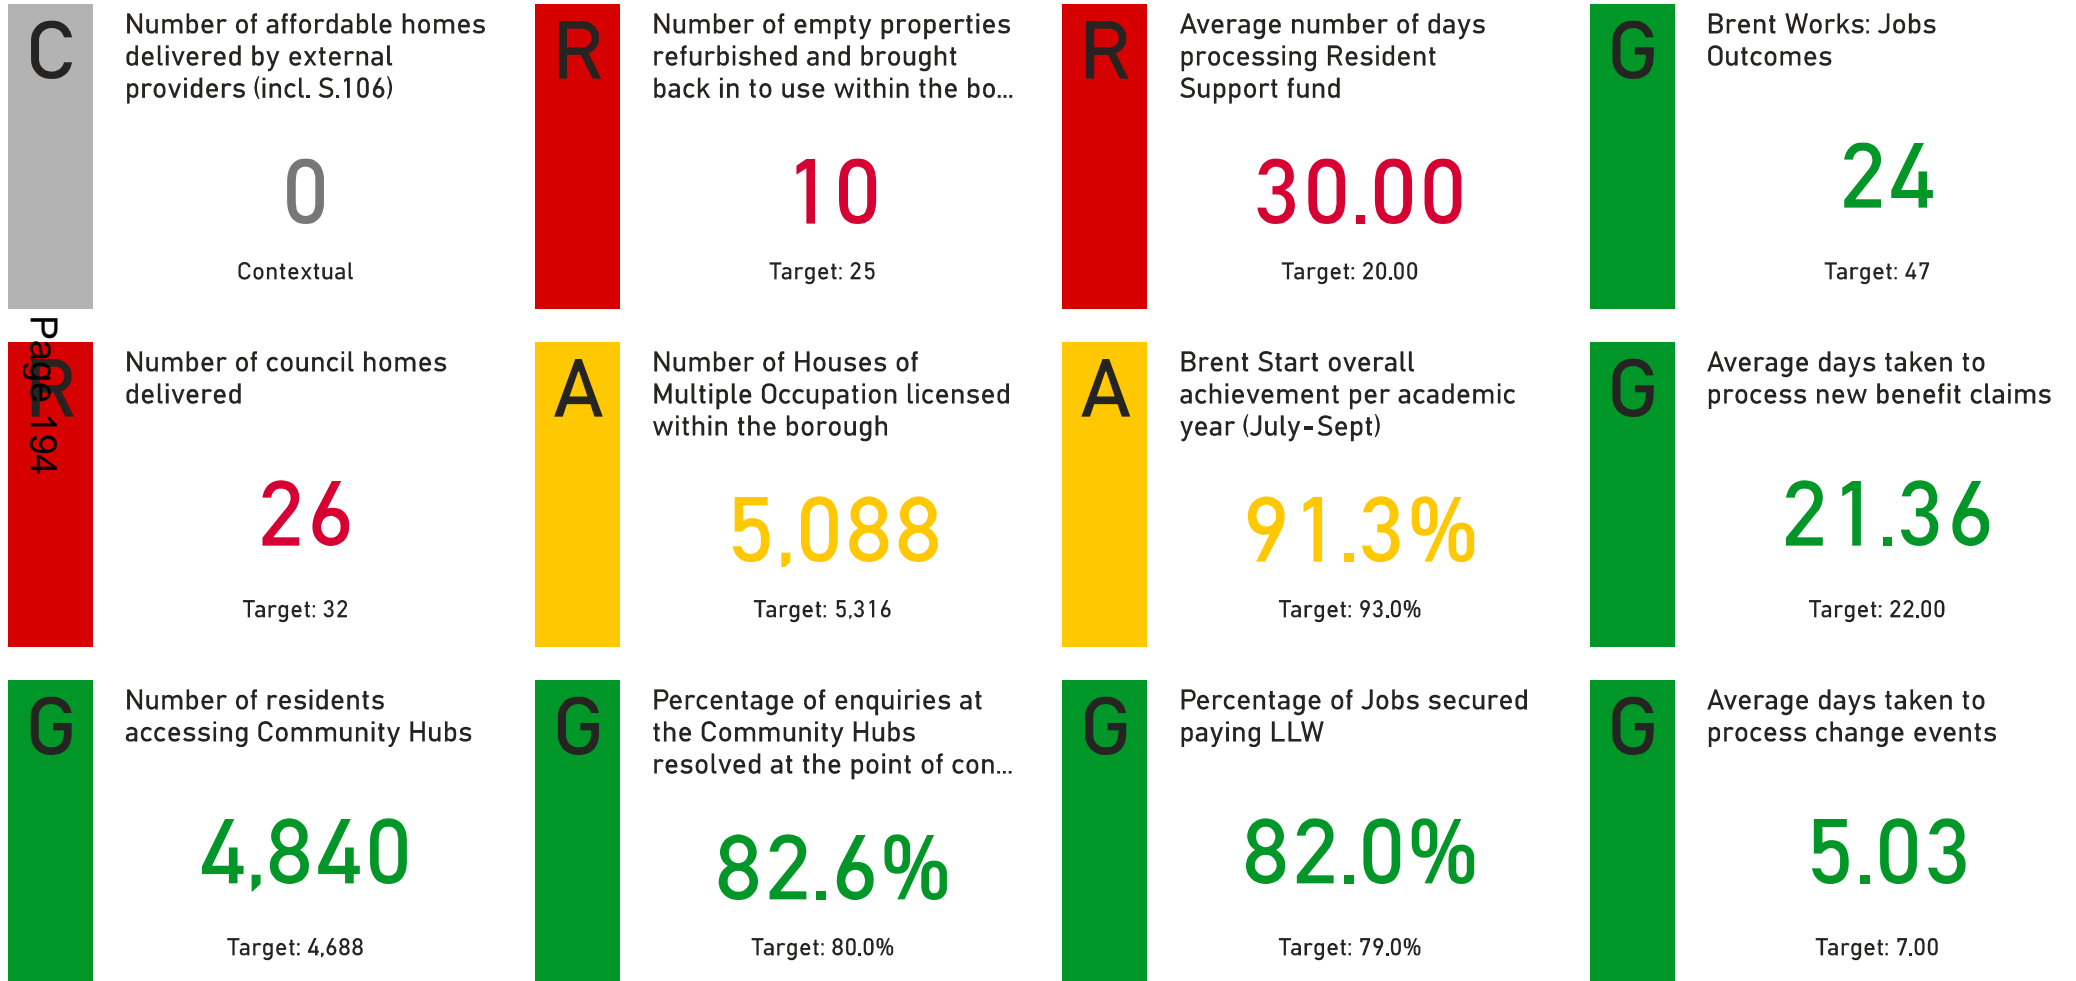 C
Number of affordable homes
delivered by external
providers (incl. S.106)
0
Contextual
R
Number of empty properties
refurbished and brought
back in to use within the bo...
10
Target: 25
R
Average number of days
processing Resident
Support fund
30.00
Target: 20.00
G
Brent Works: Jobs
Outcomes
24
Target: 47
Page 194
R
Number of council homes
delivered
26
Target: 32
A
Number of Houses of
Multiple Occupation licensed
within the borough
5,088
Target: 5,316
A
Brent Start overall
achievement per academic
year (July-Sept)
91.3%
Target: 93.0%
G
Average days taken to
process new benefit claims
21.36
Target: 22.00
G
Number of residents
accessing Community Hubs
4,840
Target: 4,688
G
Percentage of enquiries at
the Community Hubs
resolved at the point of con...
82.6%
Target: 80.0%
G
Percentage of Jobs secured
paying LLW
82.0%
Target: 79.0%
G
Average days taken to
process change events
5.03
Target: 7.00